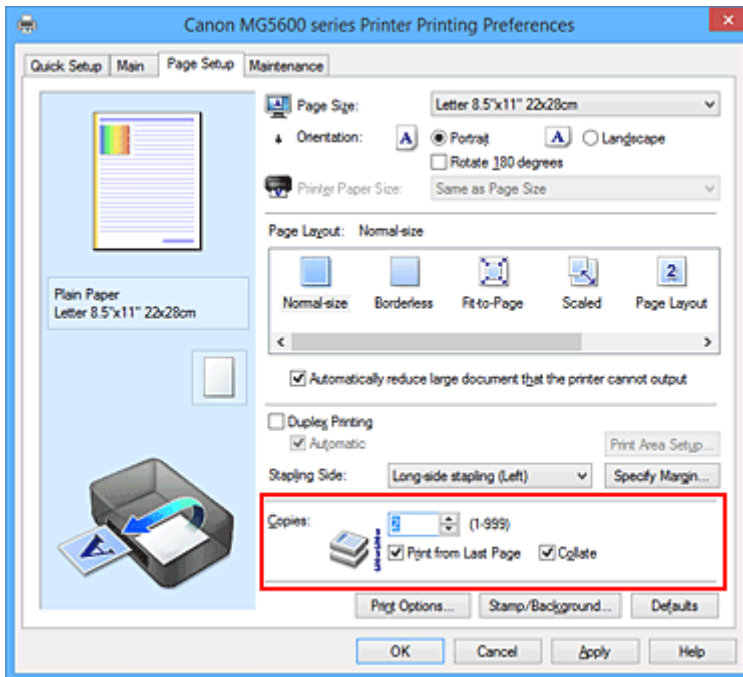 Canon MG5600 series Printer Printing Preferences
Quick Setup Main Page Setup Maintenance
Page Size: Letter 8.5"x11" 22x28cm
Orientation: A Portrait A Landscape
Rotate 180 degrees
Printer Paper Size: Same as Page Size
Page Layout: Normal-size
2
Normal-size Borderless Fit-to-Page Scaled Page Layout
Automatically reduce large document that the printer cannot output
Plain Paper
Letter 8.5"x11" 22x28cm
Duplex Printing
Automatic Print Area Setup...
Stapling Side: Long-side stapling (Left) Specify Margin...
Copies: 2 (1-999)
Print from Last Page Collate
A
Print Options... Stamp/Background... Defaults
OK Cancel Apply Help